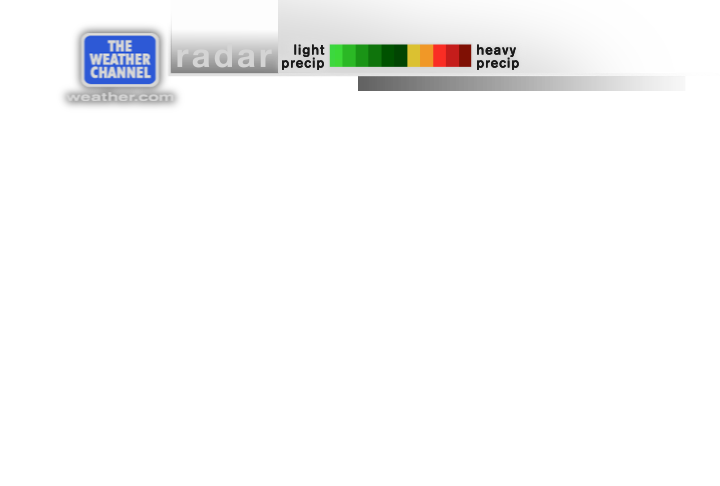 THE
WEATHER
CHANNEL
weather.com
radar
light
precip
heavy
precip